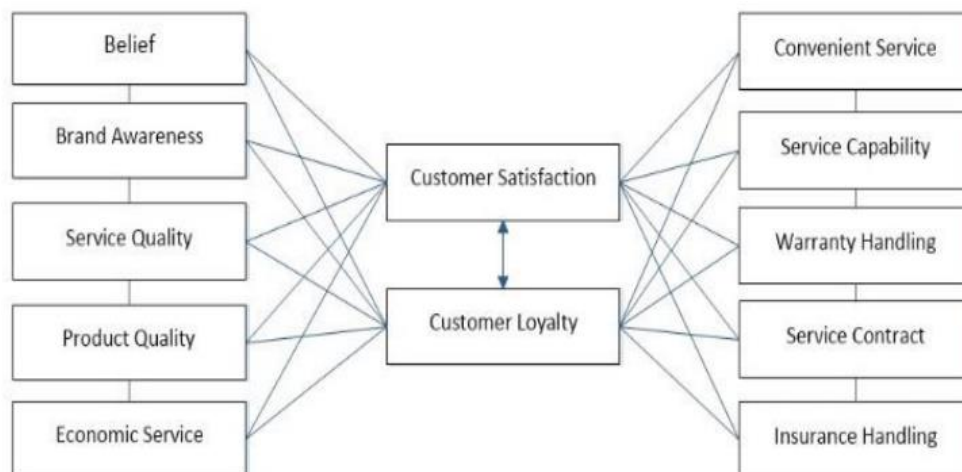 Belief
Brand Awareness
Service Quality
Product Quality
Economic Service
Customer Satisfaction
Customer Loyalty
Convenient Service
Service Capability
Warranty Handling
Service Contract
Insurance Handling